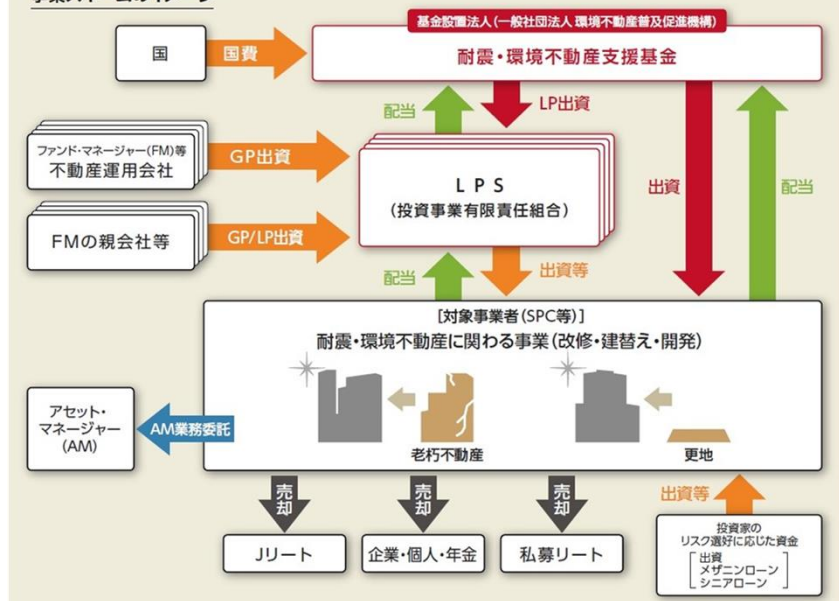 基金設置法人(一般社団法人 環境不動産普及促進機構)
国
国費
耐震・環境不動産支援基金
配当
LP出資
ファンド・マネージャー(FM)等
不動産運用会社
GP出資
LPS
(投資事業有限責任組合)
出資
配当
FMの親会社等
GP/LP出資
配当
出資等
[対象事業者(SPC等)]
耐震・環境不動産に関わる事業(改修・建替え・開発)
アセット・
マネージャー
(AM)
AM業務委託
老朽不動産
更地
売却
売却
売却
出資等
Jリート
企業・個人・年金
私募リート
投資家の
リスク選好に応じた資金
出資
メザニンローン
シニアローン